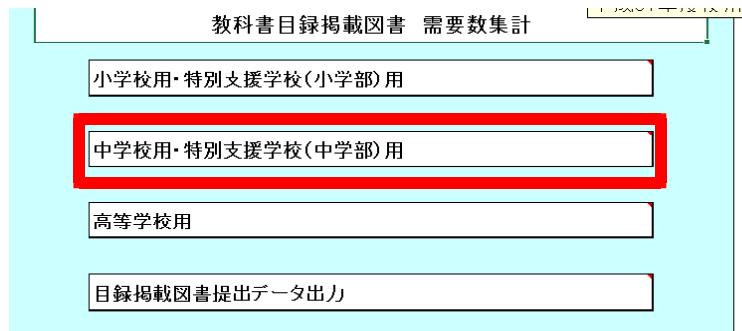 教科書目録掲載図書 需要数集計
小学校用・特別支援学校(小学部)用
中学校用・特別支援学校(中学部)用
高等学校用
目録掲載図書提出データ出力